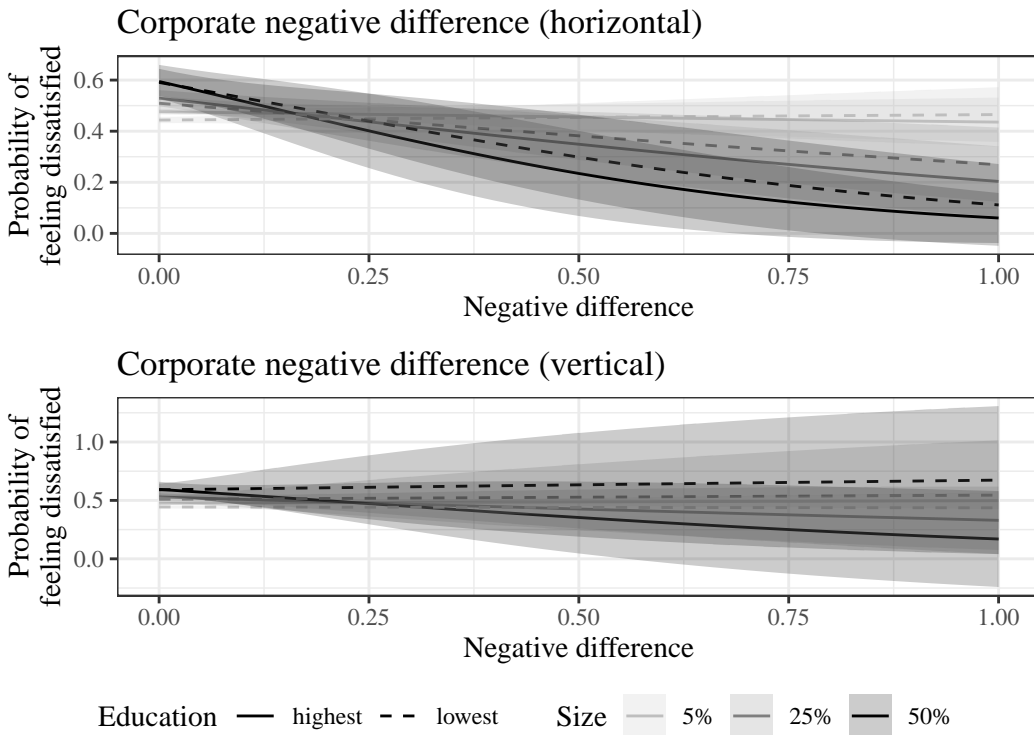 Corporate negative difference (horizontal)
Probability of
feeling dissatisfied
0.6
0.4
0.2
0.0
0.00 0.25 0.50 0.75 1.00
Negative difference
Corporate negative difference (vertical)
Probability of
feeling dissatisfied
1.0
0.5
0.0
0.00 0.25 0.50 0.75 1.00
Negative difference
Education highest lowest Size 5% 25% 50%